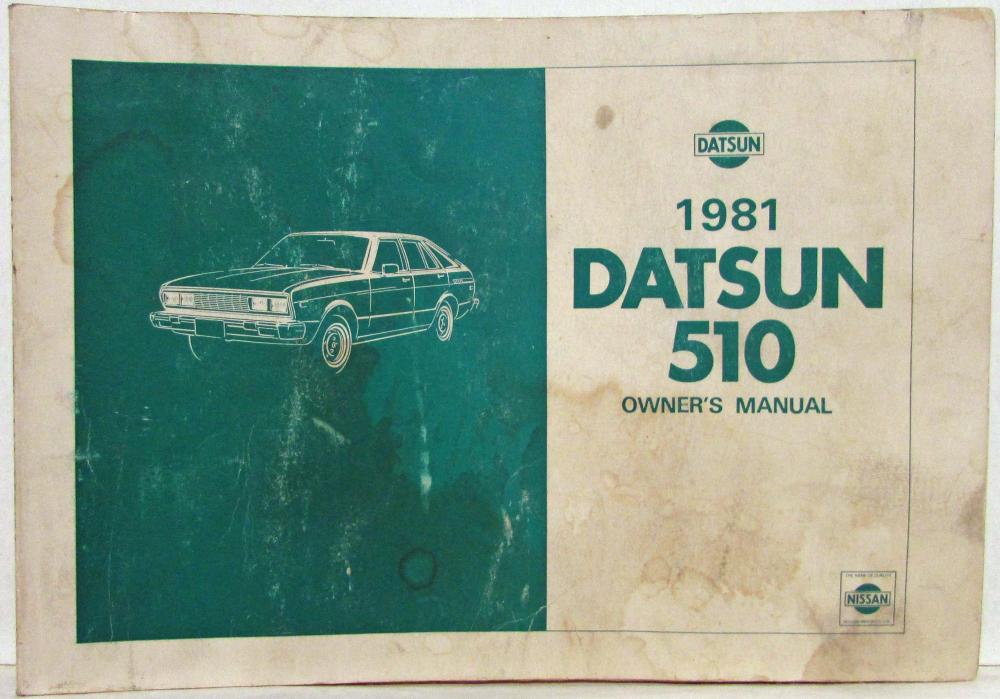 DATSUN
1981
DATSUN
510
OWNER'S MANUAL
NISSAN